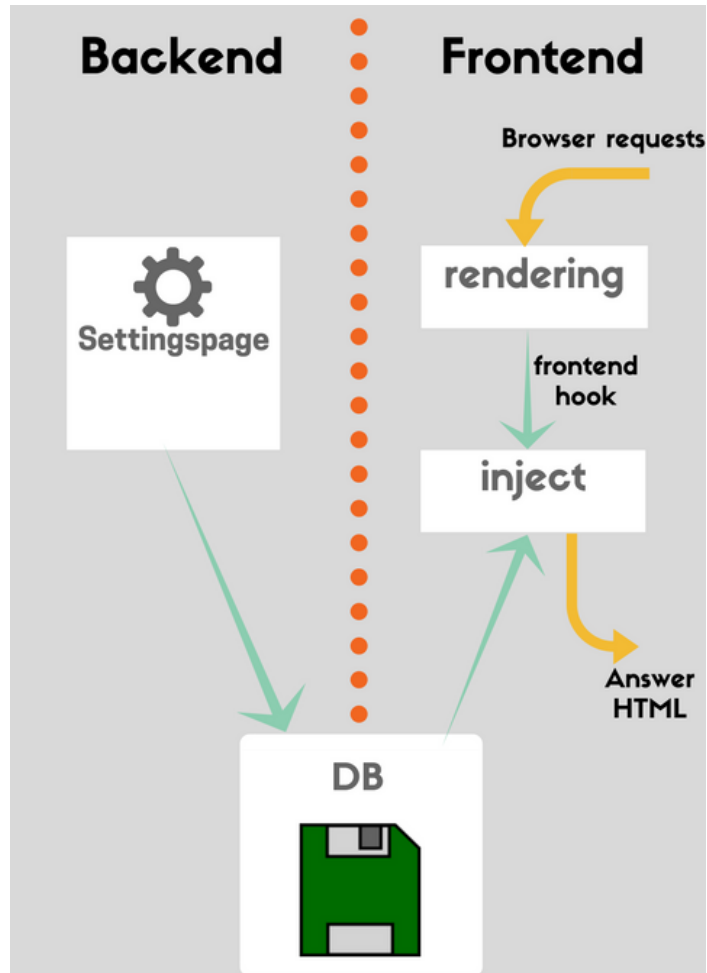 Backend
Frontend
Browser requests
rendering
Settingspage
frontend
hook
inject
Answer
HTML
DB